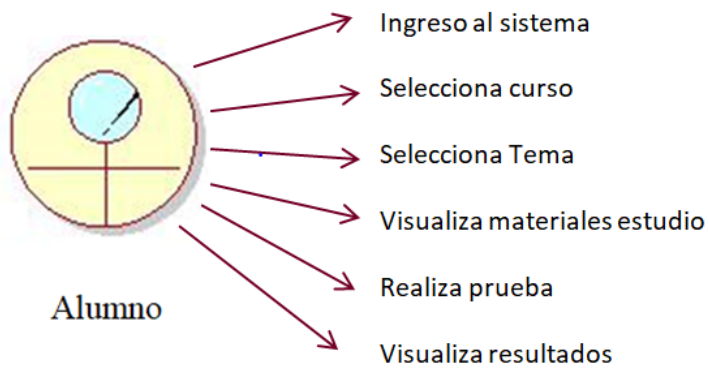 Ingreso al sistema
Selecciona curso
Selecciona Tema
Visualiza materiales estudio
Realiza prueba
Visualiza resultados
Alumno